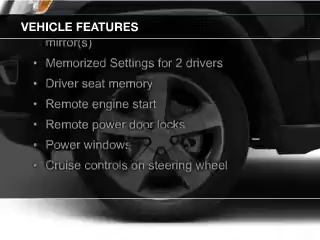 VEHICLE FEATURES
mirror(s)
• Memorized Settings for 2 drivers
• Driver seat memory
• Remote engine start
• Remote power door locks
• Power windows
• Cruise controls on steering wheel